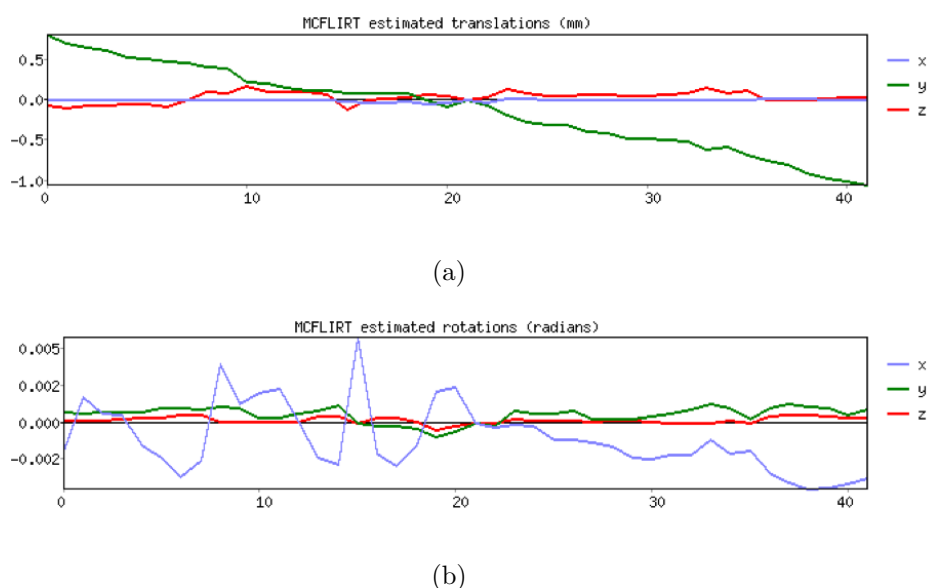 MCFLIRT estimated translations (mm)
0.5
0.0
-0.5
-1.0
0
10
20
30
40
x
y
z
(a)
MCFLIRT estimated rotations (radians)
0.005
0.002
0.000
-0.002
0
10
20
30
40
x
y
z
(b)